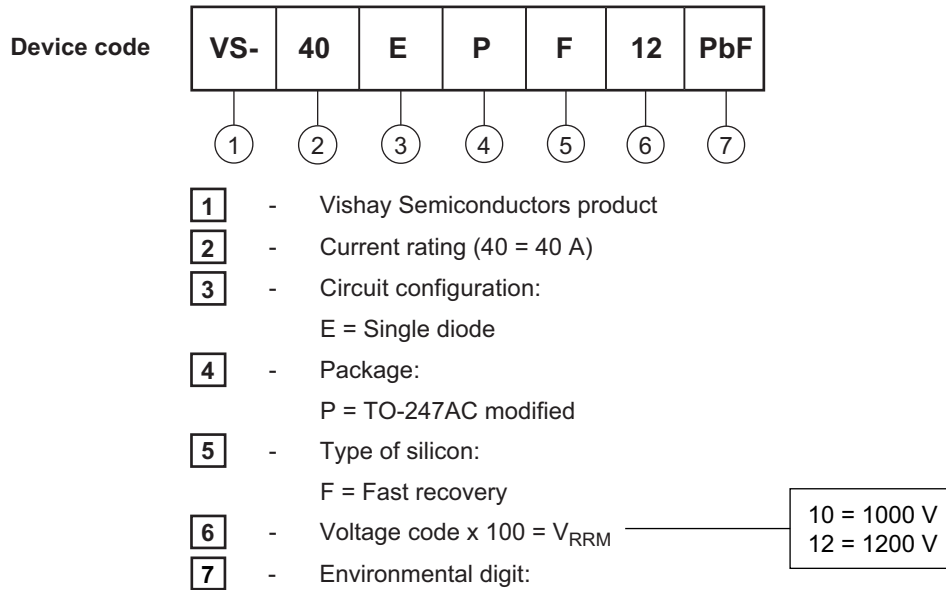 Device code VS- 40 E P F 12 PbF
1 2 3 4 5 6 7
1 - Vishay Semiconductors product
2 - Current rating (40 = 40 A)
3 - Circuit configuration:
E = Single diode
4 - Package:
P = TO-247AC modified
5 - Type of silicon:
F = Fast recovery
6 - Voltage code x 100 = VRRM
10 = 1000 V
12 = 1200 V
7 - Environmental digit: